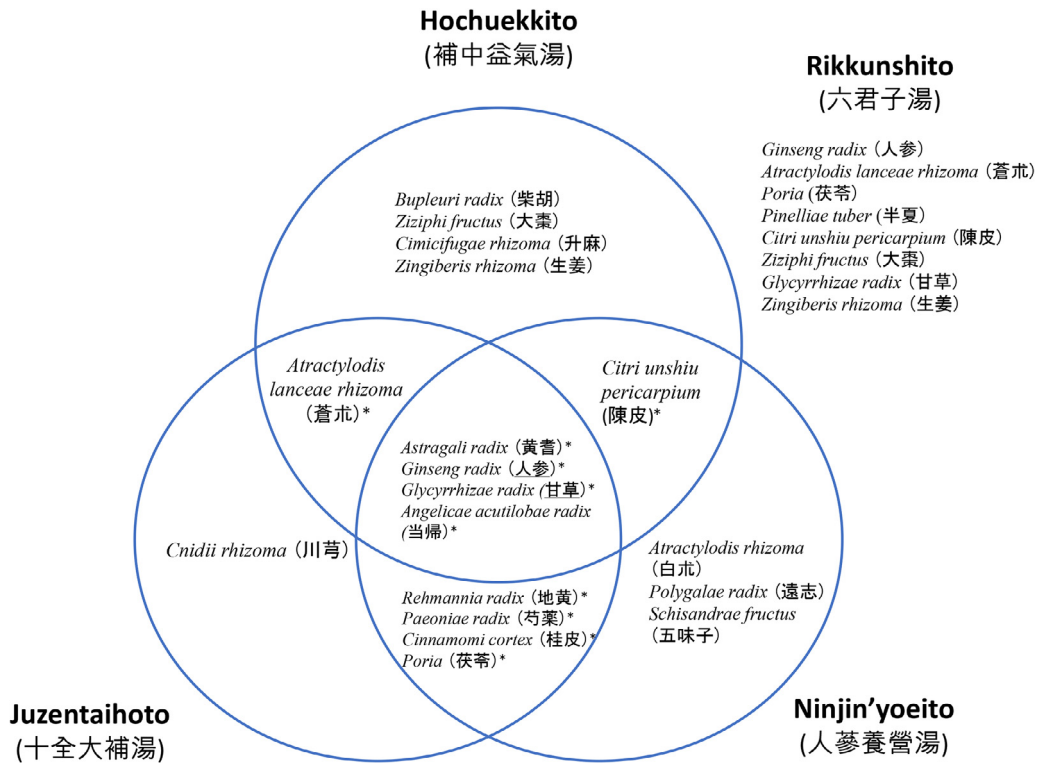 Hochuekkito
(補中益氣湯)
Rikkunshito
(六君子湯)
Ginseng radix (人参)
Atractylodis lanceae rhizoma (蒼朮)
Poria (茯苓)
Pinelliae tuber (半夏)
Citri unshiu pericarpium (陳皮)
Ziziphi fructus (大棗)
Glycyrrhizae radix (甘草)
Zingiberis rhizoma (生姜)
Bupleuri radix (柴胡)
Ziziphi fructus (大棗)
Cimicifugae rhizoma (升麻)
Zingiberis rhizoma (生姜)
Atractylodis
lanceae rhizoma
(蒼朮)*
Citri unshiu
pericarpium
(陳皮)*
Astragali radix (黄耆)*
Ginseng radix (人参)*
Glycyrrhizae radix (甘草)*
Angelicae acutilobae radix
(当帰)*
Cnidii rhizoma (川芎)
Atractylodis rhizoma
(白朮)
Polygalae radix (遠志)
Schisandrae fructus
(五味子)
Rehmannia radix (地黄)*
Paeoniae radix (芍薬)*
Cinnamomi cortex (桂皮)*
Poria (茯苓)*
Juzentaihoto
(十全大補湯)
Ninjin'yoeito
(人蔘養營湯)